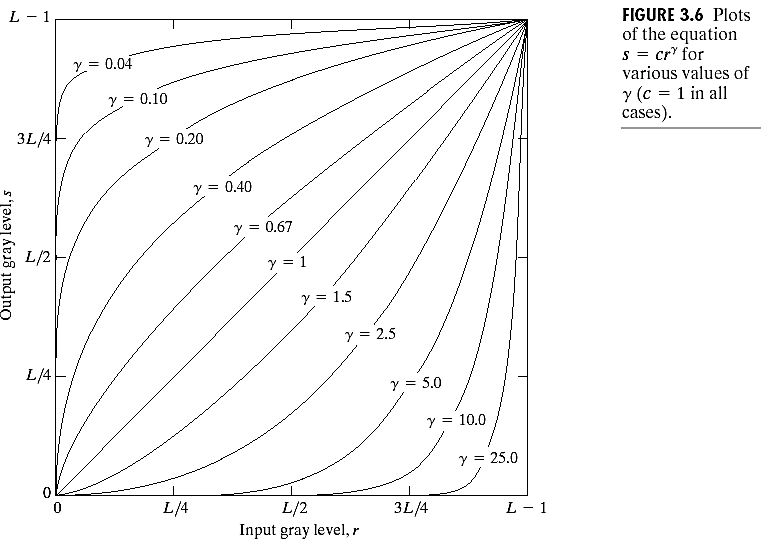 L − 1
γ = 0.04
γ = 0.10
3L/4
γ = 0.20
γ = 0.40
γ = 0.67
Output gray level, s
L/2
γ = 1
γ = 1.5
γ = 2.5
L/4
γ = 5.0
γ = 10.0
γ = 25.0
0
0 L/4 L/2 3L/4 L − 1
Input gray level, r
FIGURE 3.6 Plots
of the equation
s = crᵞ for
various values of
γ (c = 1 in all
cases).